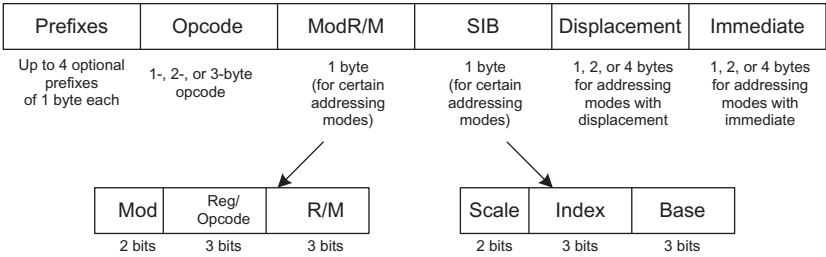 Prefixes Opcode ModR/M SIB Displacement Immediate
Up to 4 optional
prefixes
of 1 byte each
1-, 2-, or 3-byte
opcode
1 byte
(for certain
addressing
modes)
1 byte
(for certain
addressing
modes)
1, 2, or 4 bytes
for addressing
modes with
displacement
1, 2, or 4 bytes
for addressing
modes with
immediate
Mod
Reg/
Opcode
R/M
Scale Index Base
2 bits 3 bits 3 bits
2 bits 3 bits 3 bits